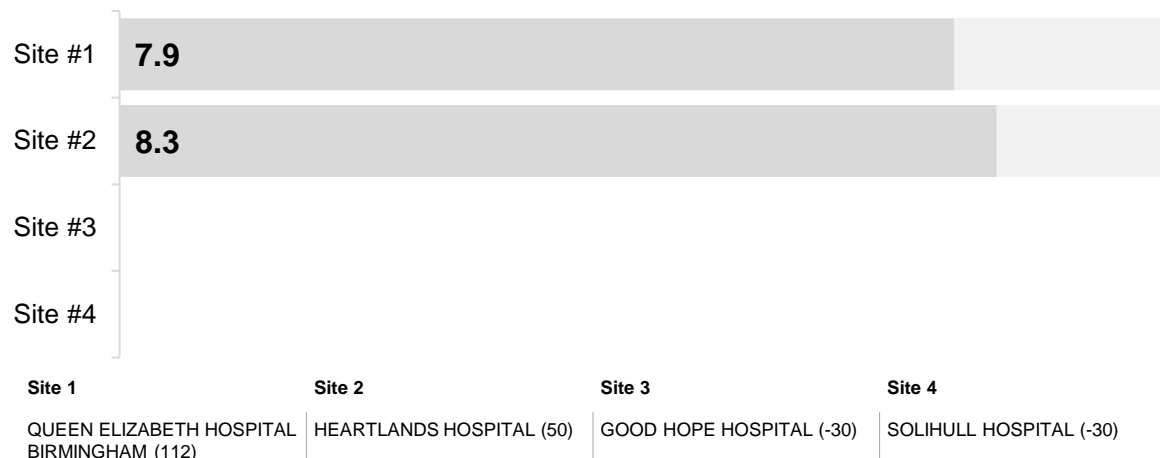 Site #1
7.9
Site #2
8.3
Site #3
Site #4
Site 1
Site 2
Site 3
Site 4
QUEEN ELIZABETH HOSPITAL
BIRMINGHAM (112)
HEARTLANDS HOSPITAL (50)
GOOD HOPE HOSPITAL (-30)
SOLIHULL HOSPITAL (-30)